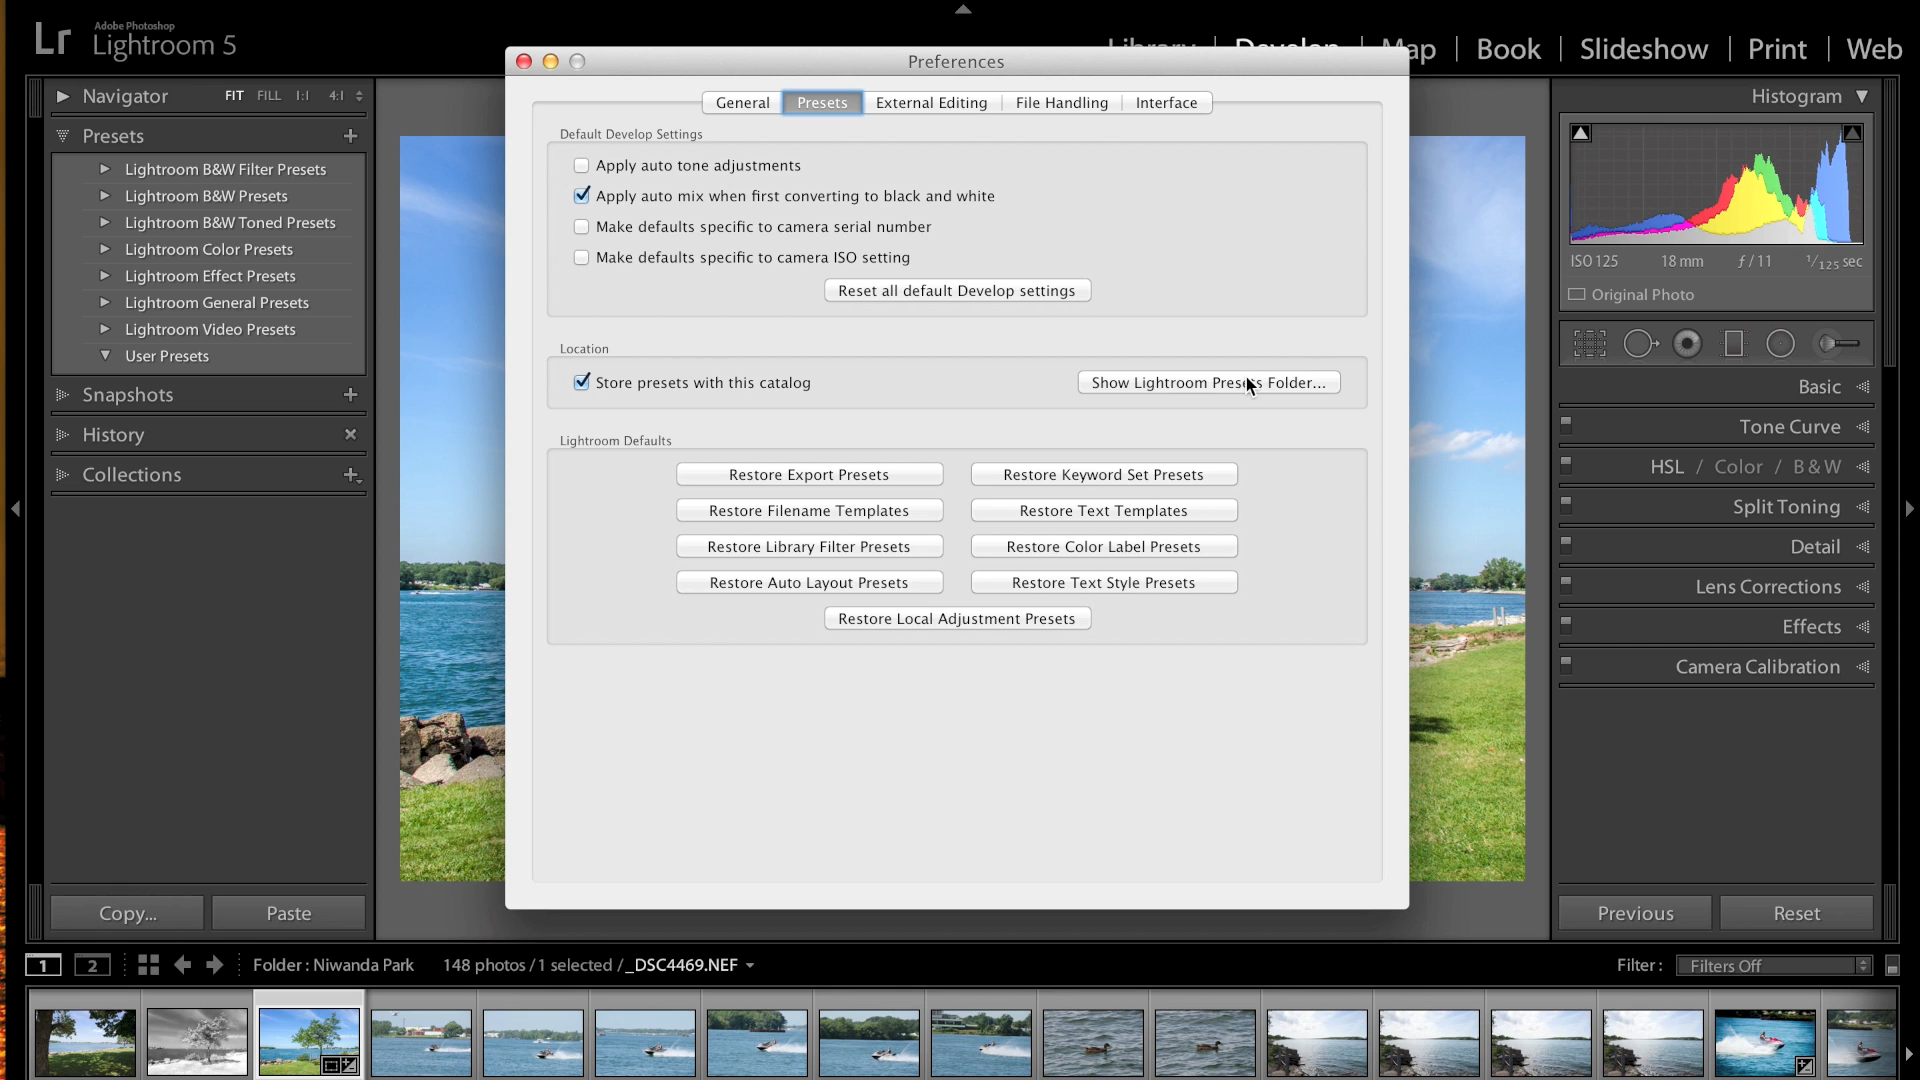 Lr Adobe Photoshop
Lightroom 5
Library | Develop | Map | Book | Slideshow | Print | Web
Preferences
General Presets External Editing File Handling Interface
Default Develop Settings
Apply auto tone adjustments
Apply auto mix when first converting to black and white
Make defaults specific to camera serial number
Make defaults specific to camera ISO setting
Reset all default Develop settings
Location
Store presets with this catalog
Show Lightroom Presets Folder...
Lightroom Defaults
Restore Export Presets
Restore Keyword Set Presets
Restore Filename Templates
Restore Text Templates
Restore Library Filter Presets
Restore Color Label Presets
Restore Auto Layout Presets
Restore Text Style Presets
Restore Local Adjustment Presets
Navigator FIT FILL 1:1 4:1
Presets +
Lightroom B&W Filter Presets
Lightroom B&W Presets
Lightroom B&W Toned Presets
Lightroom Color Presets
Lightroom Effect Presets
Lightroom General Presets
Lightroom Video Presets
User Presets
Snapshots +
History ×
Collections +
Copy... Paste
Histogram
ISO 125 18 mm ƒ / 11 1/125 sec
Original Photo
Basic
Tone Curve
HSL / Color / B & W
Split Toning
Detail
Lens Corrections
Effects
Camera Calibration
Previous Reset
1 2 Folder : Niwanda Park 148 photos / 1 selected / _DSC4469.NEF
Filter : Filters Off